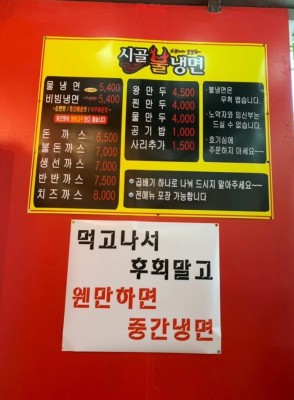 시골불냉면
물냉면 5,400
비빔냉면 5,400
돈까스 6,500
불돈까스 7,000
생선까스 7,000
반반까스 7,500
치즈까스 8,000
왕만두 4,500
찐만두 4,000
물만두 4,000
공기밥 1,000
사리추가 1,500
• 불냉면은
무척 맵습니다.
• 노약자와 임신부는
드실 수 없습니다.
• 호기심에
주문하지 마세요~
● 곱배기 하나로 나눠 드시지 말아주세요~~
● 전메뉴 포장 가능합니다
먹고나서
후회말고
웬만하면
중간냉면